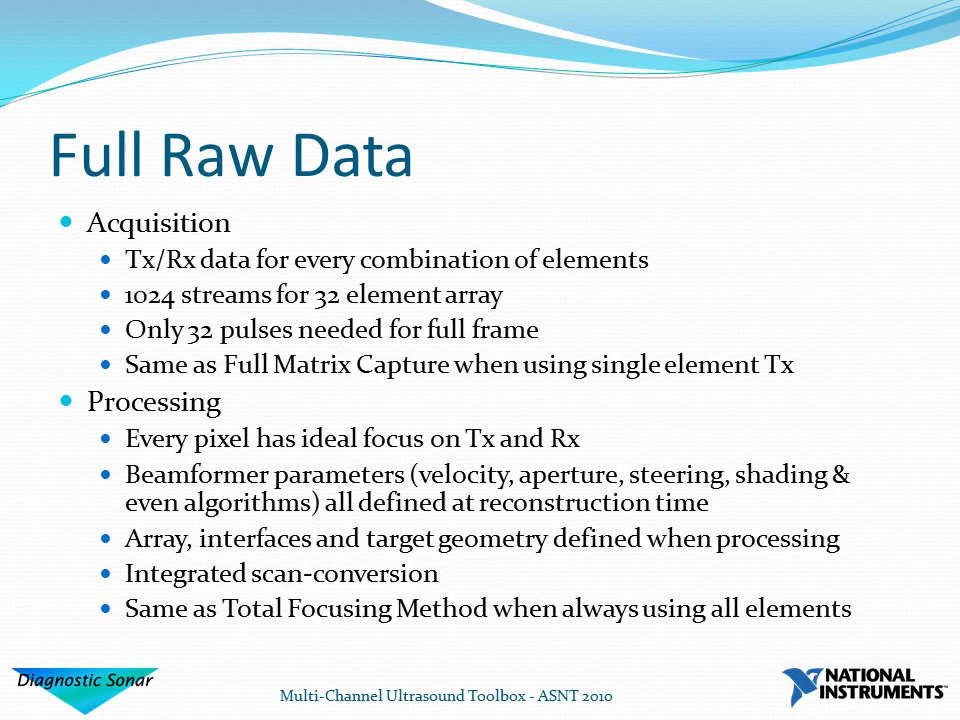 Full Raw Data
Acquisition
Tx/Rx data for every combination of elements
1024 streams for 32 element array
Only 32 pulses needed for full frame
Same as Full Matrix Capture when using single element Tx
Processing
Every pixel has ideal focus on Tx and Rx
Beamformer parameters (velocity, aperture, steering, shading &
even algorithms) all defined at reconstruction time
Array, interfaces and target geometry defined when processing
Integrated scan-conversion
Same as Total Focusing Method when always using all elements
Diagnostic Sonar
Multi-Channel Ultrasound Toolbox - ASNT 2010
NATIONAL
INSTRUMENTS™